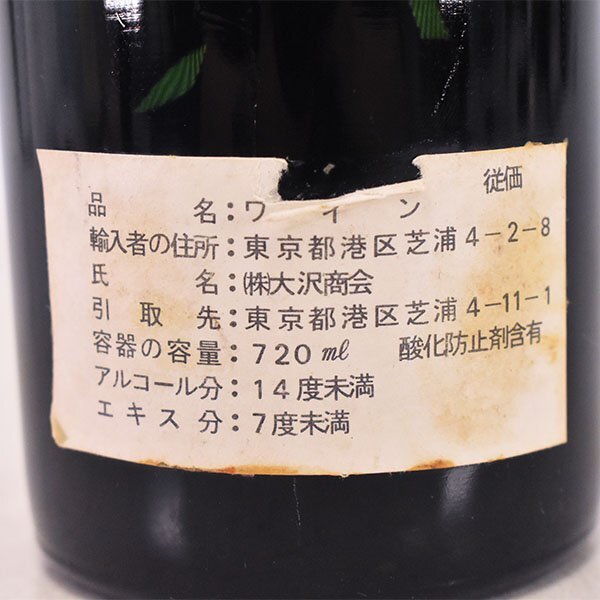 従価
品名：ワイン
輸入者の住所：東京都港区芝浦4-2-8
氏名：㈱大沢商会
引取先：東京都港区芝浦4-11-1
容器の容量：720ml 酸化防止剤含有
アルコール分：14度未満
エキス分：7度未満